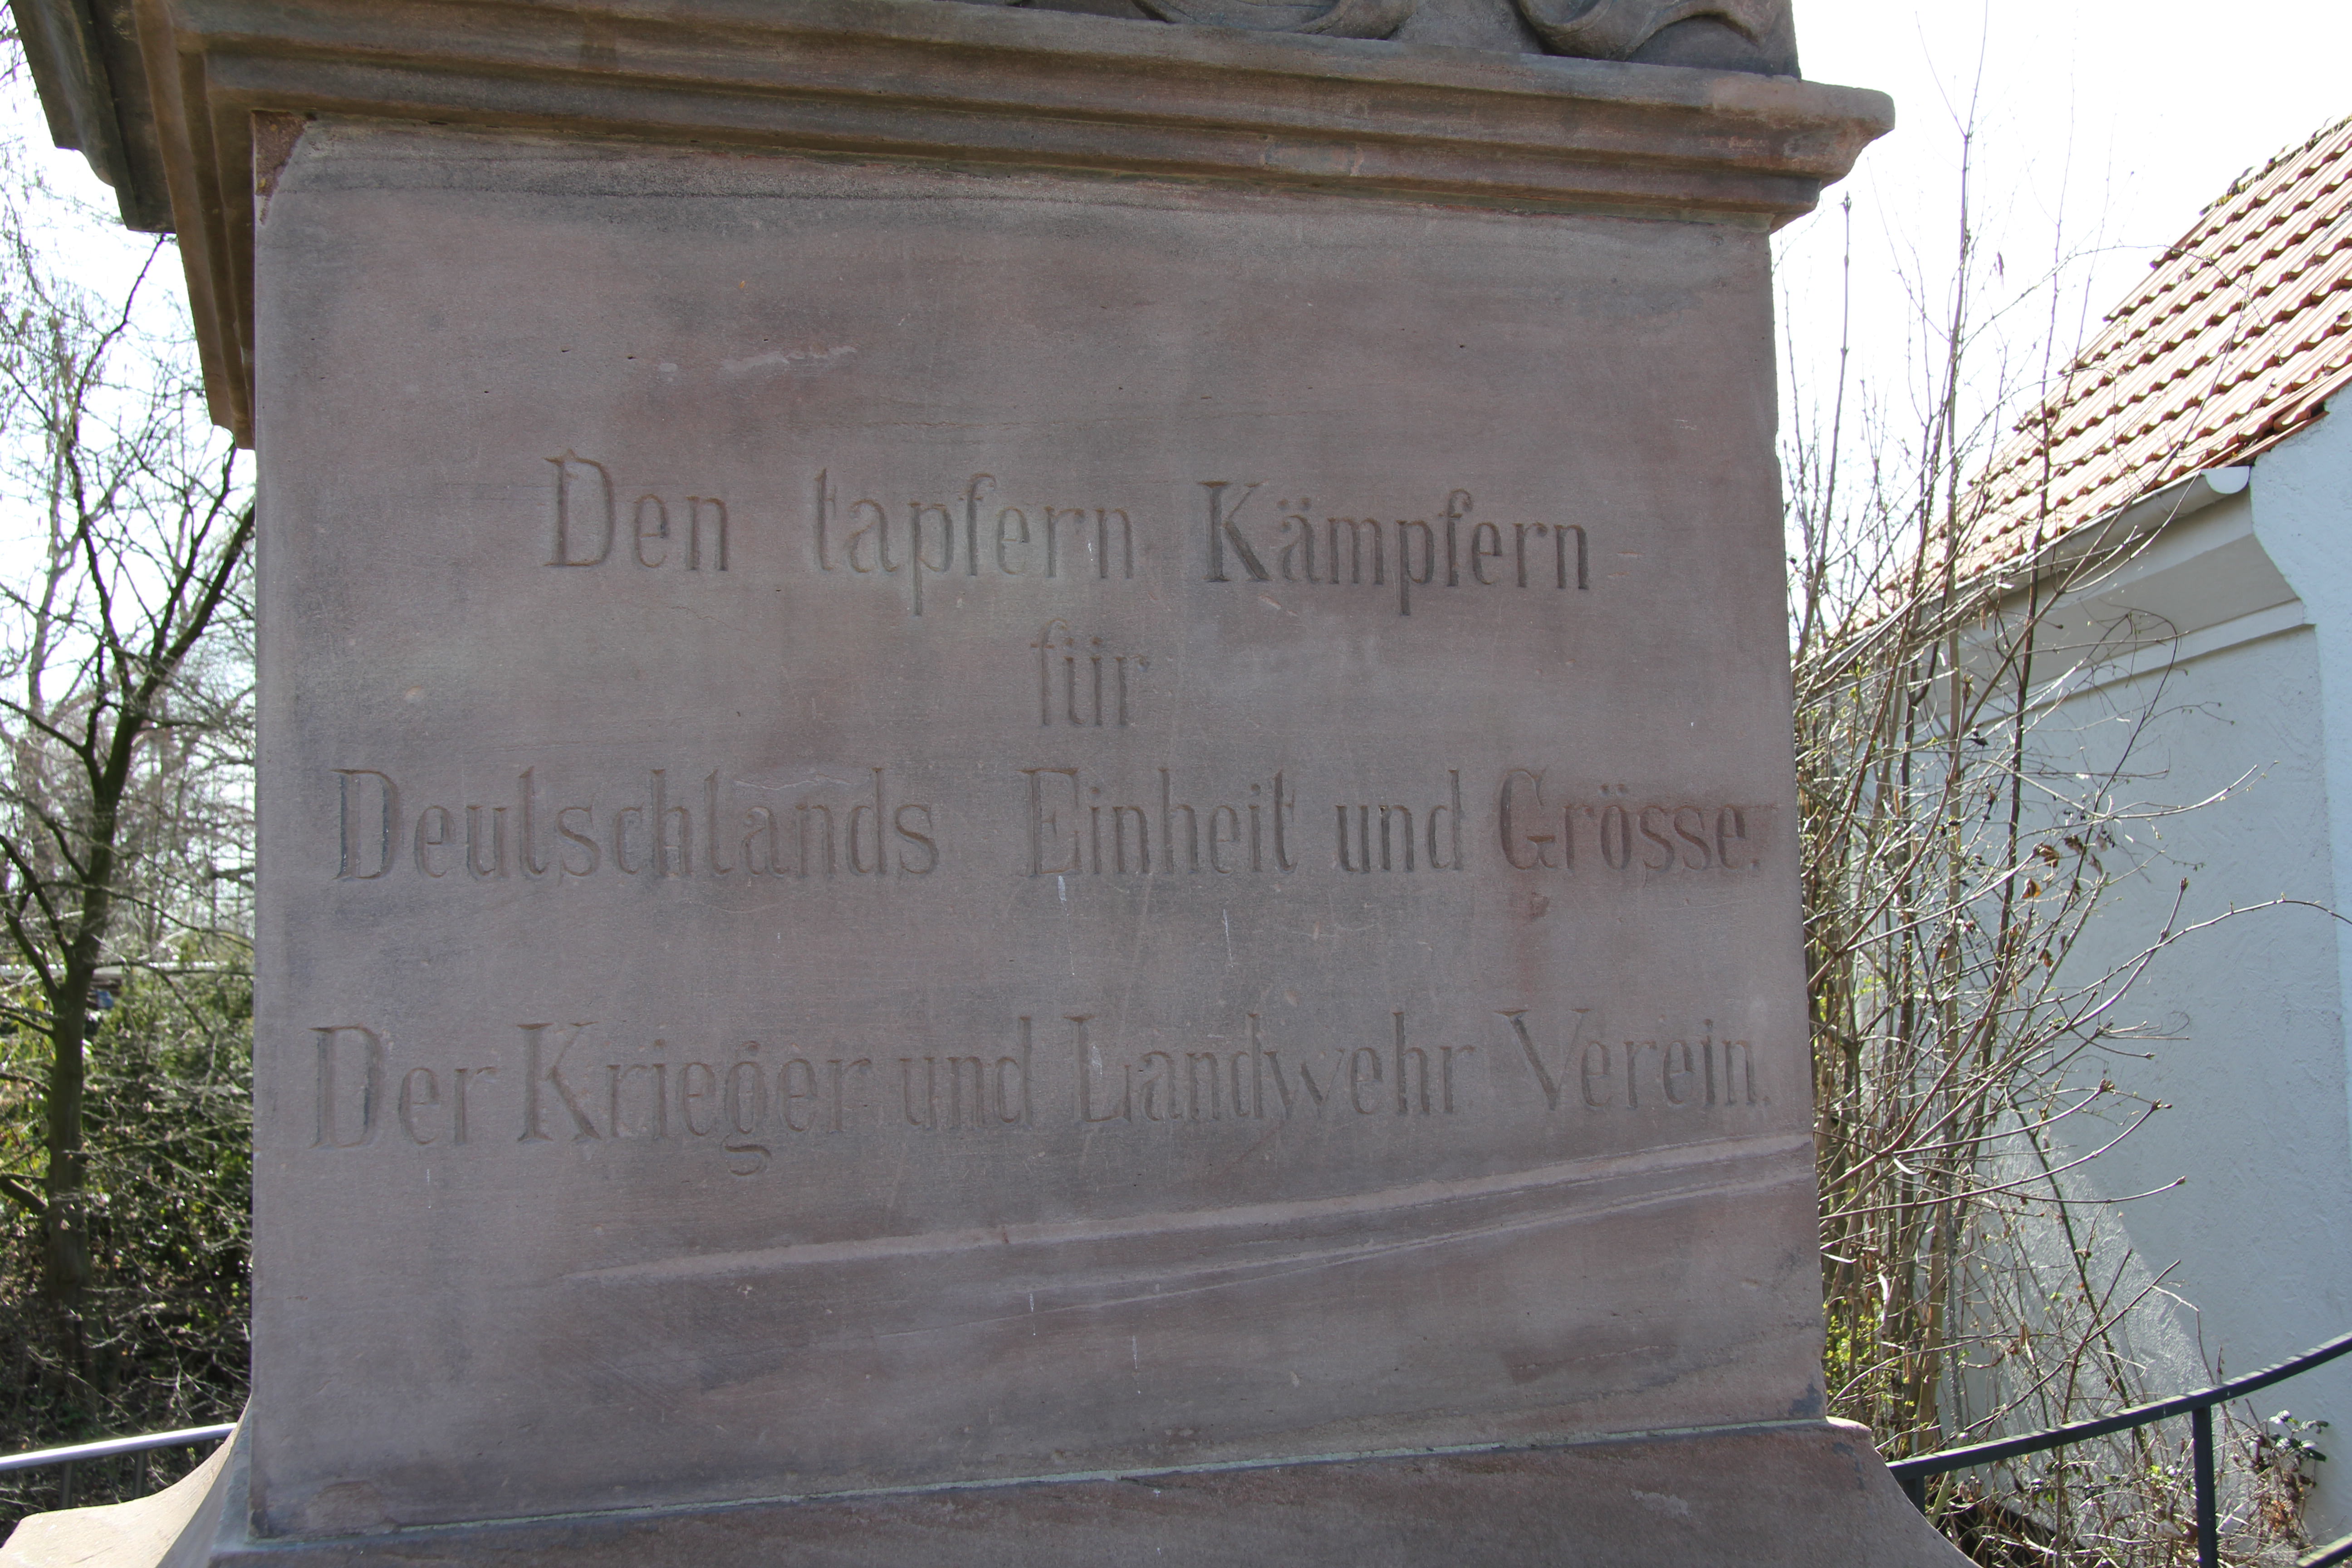 Den tapfern Kämpfern
für
Deutschlands Einheit und Grösse.
Der Krieger und Landwehr Verein.